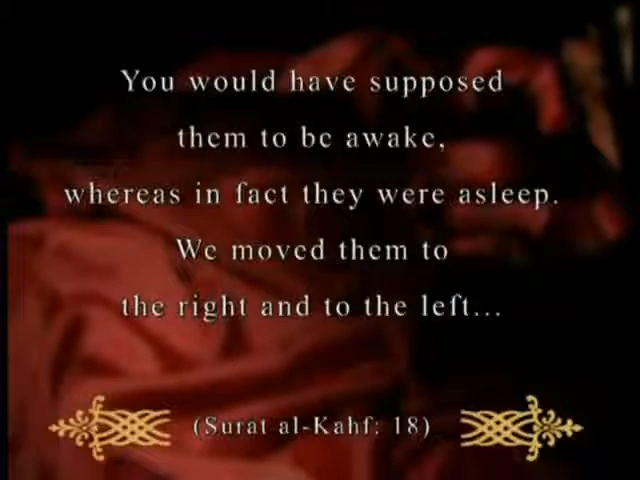 You would have supposed
them to be awake,
whereas in fact they were asleep.
We moved them to
the right and to the left...
(Surat al-Kahf: 18)